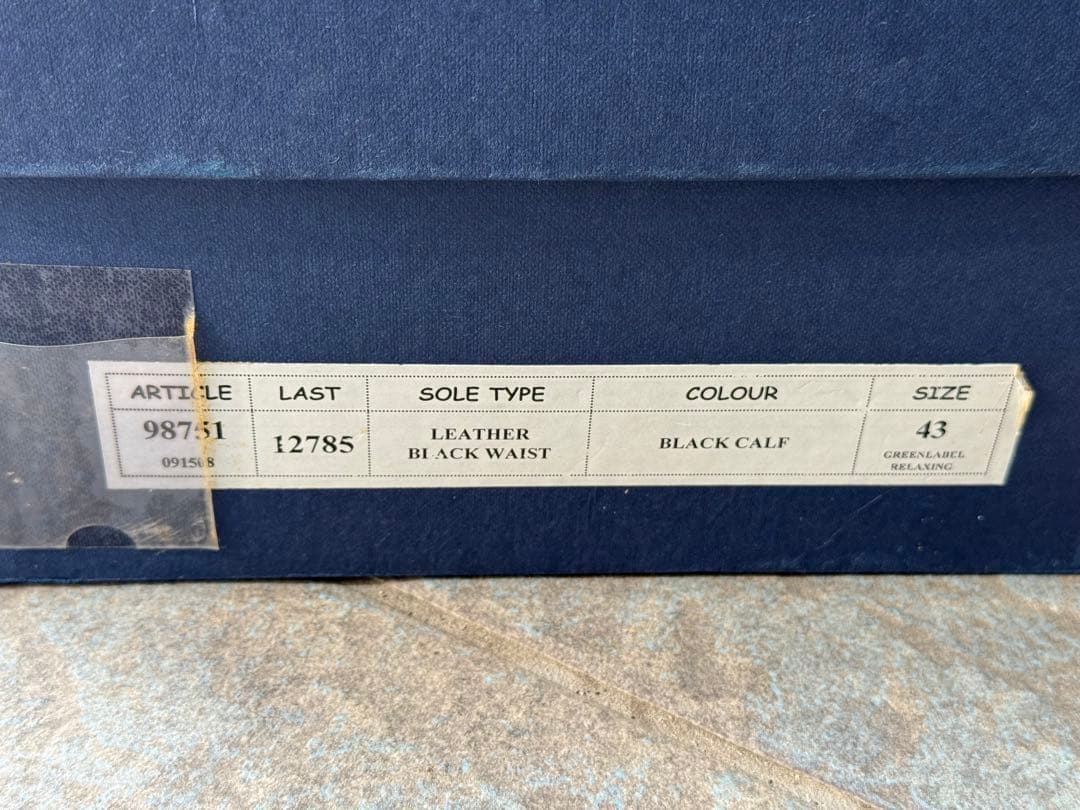 ARTICLE LAST SOLE TYPE COLOUR SIZE
98751 12785 LEATHER BLACK WAIST BLACK CALF 43
091508 GREENLABEL
RELAXING